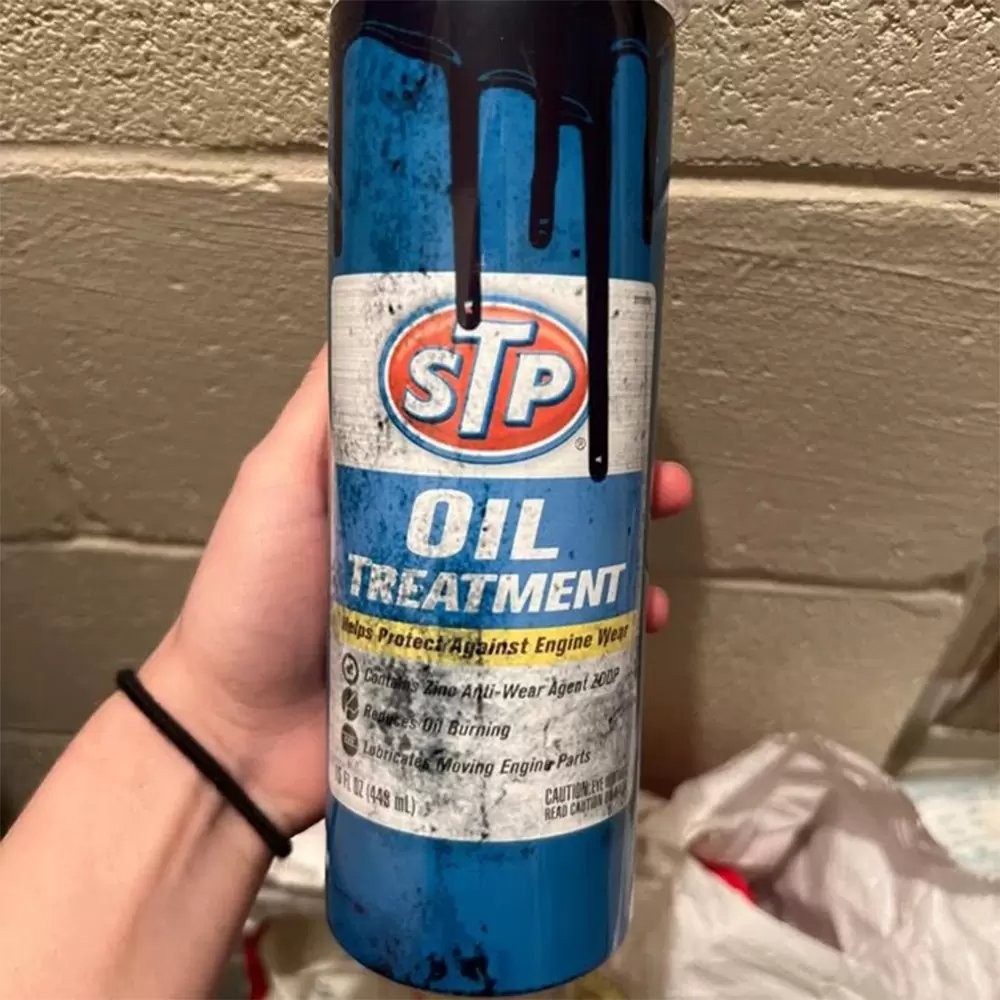 STP
®
OIL
TREATMENT
Helps Protect Against Engine Wear
Contains Zinc Anti-Wear Agent ZDDP
Reduces Oil Burning
Lubricates Moving Engine Parts
FL OZ (443 mL)
CAUTION: EYE
READ CAUTION